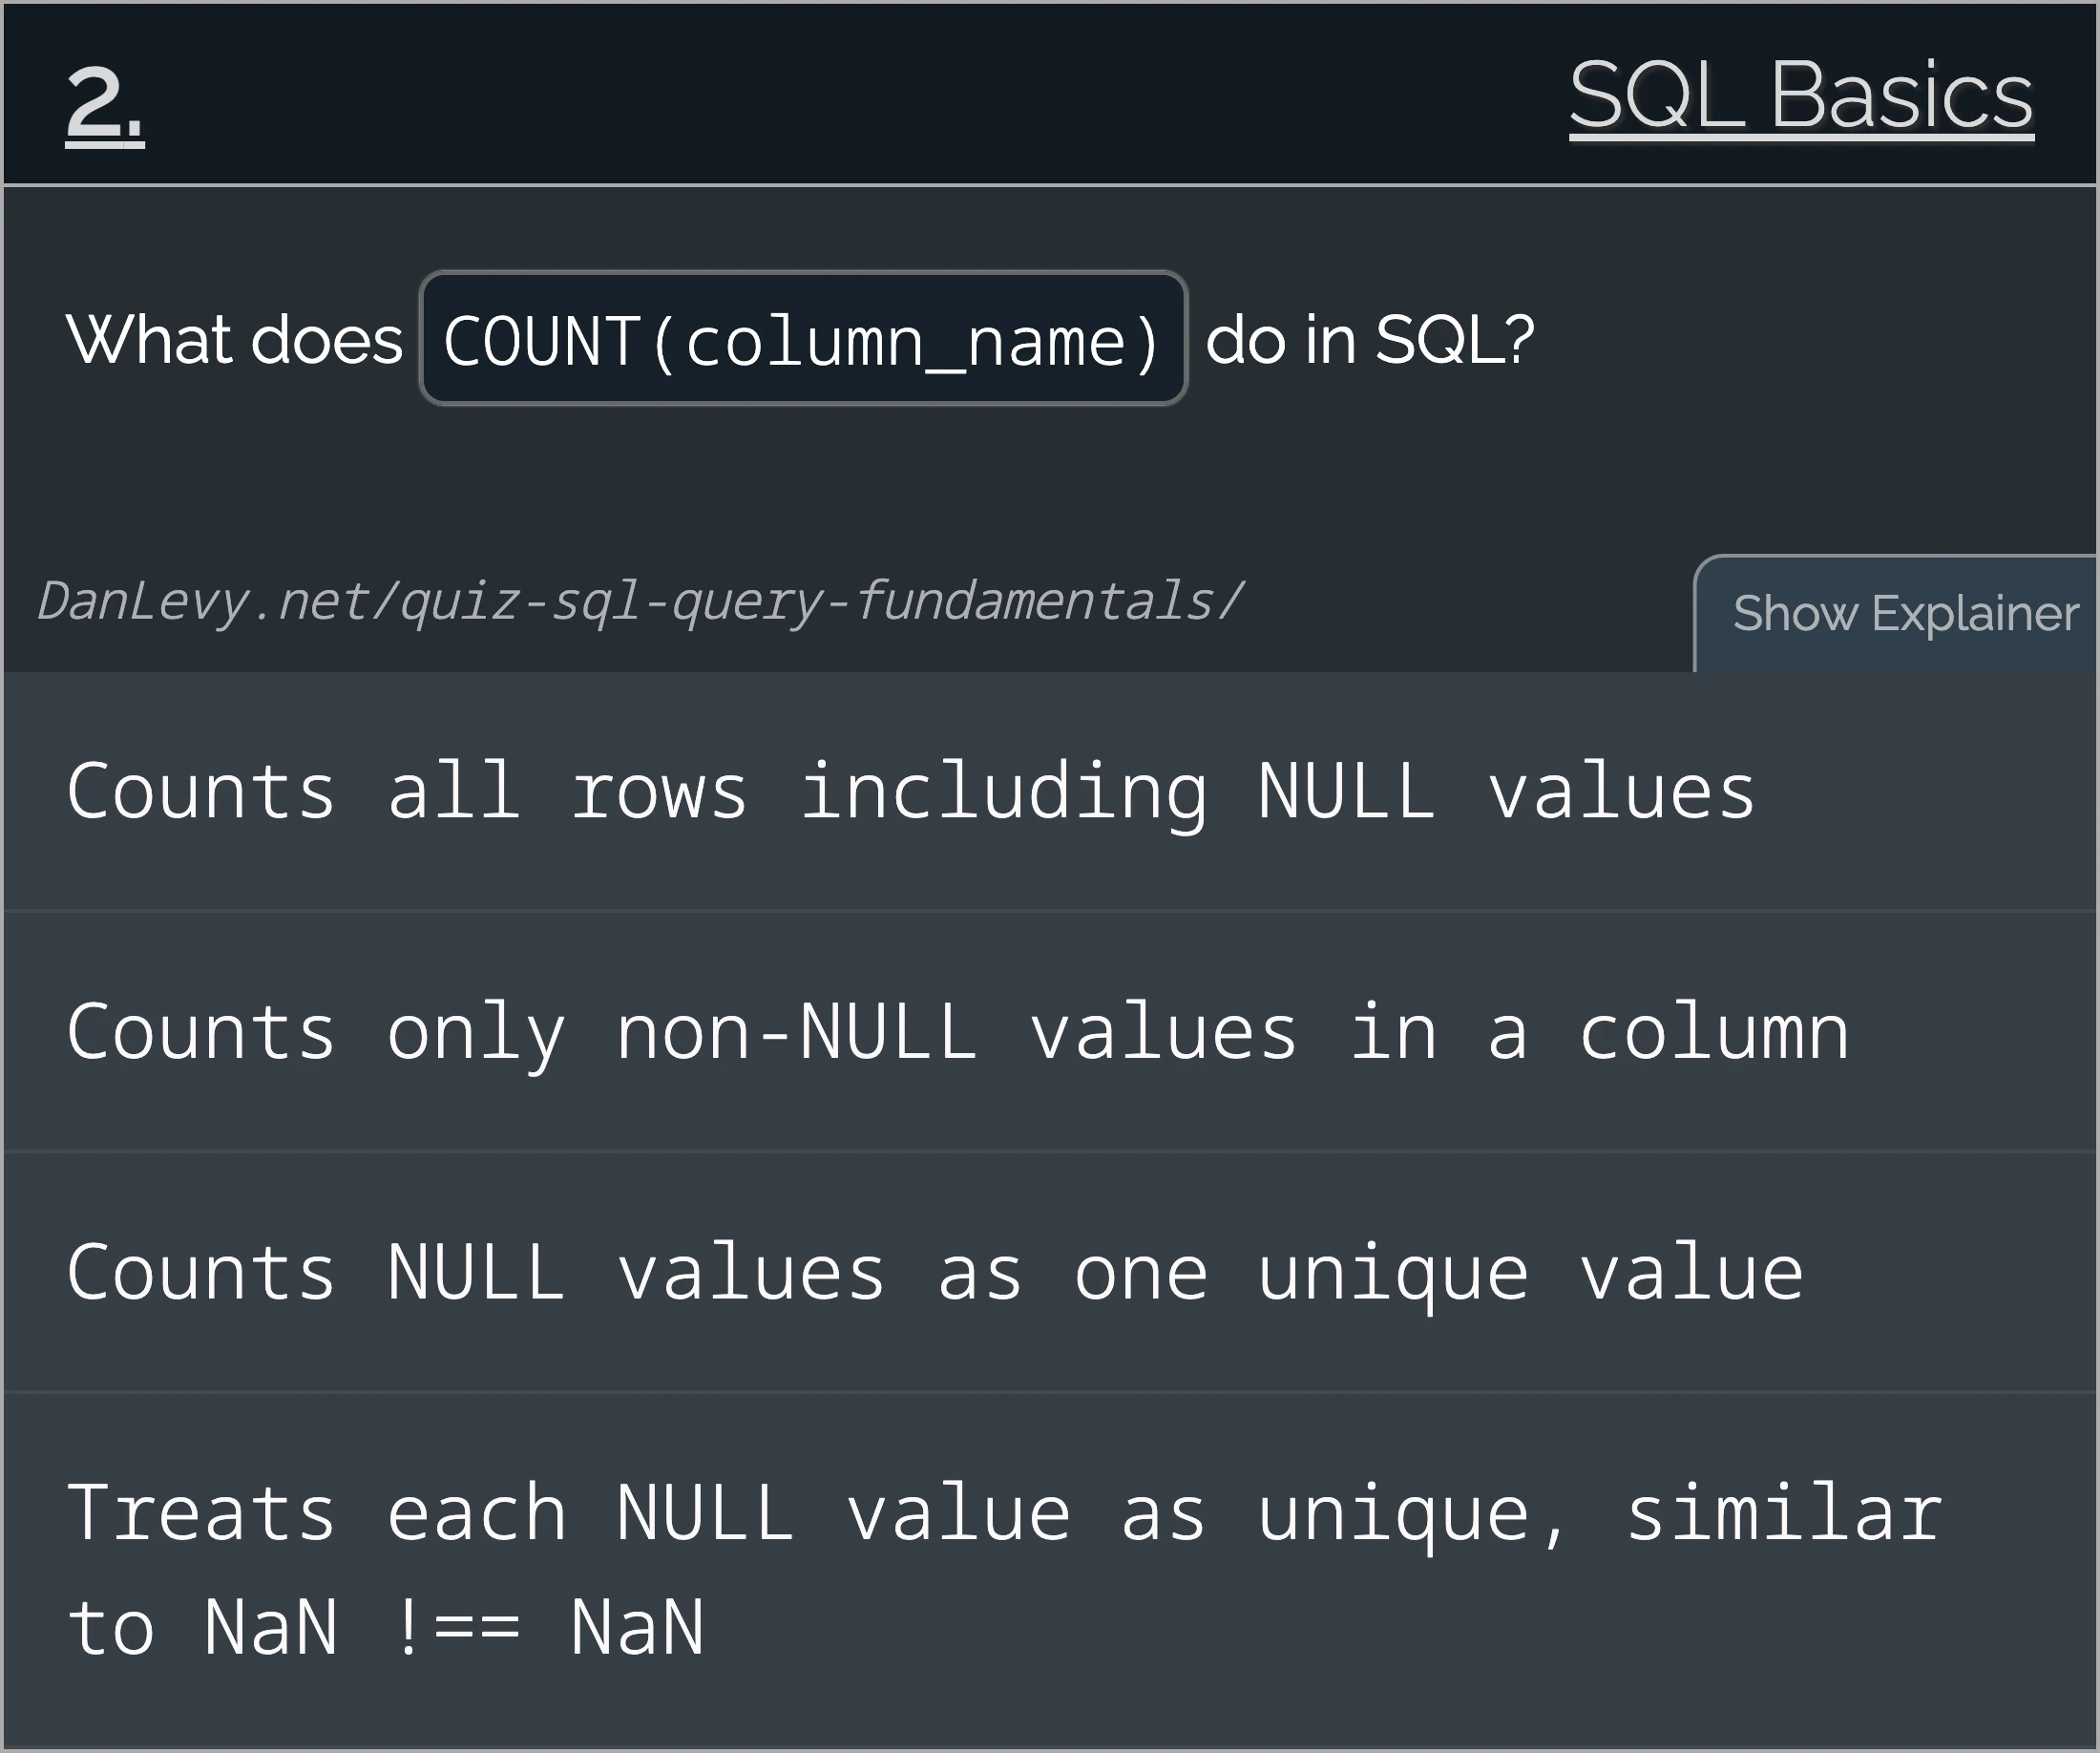 2.
SQL Basics
What does COUNT(column_name) do in SQL?
DanLevy.net/quiz-sql-query-fundamentals/
Show Explainer
Counts all rows including NULL values
Counts only non-NULL values in a column
Counts NULL values as one unique value
Treats each NULL value as unique, similar
to NaN !== NaN